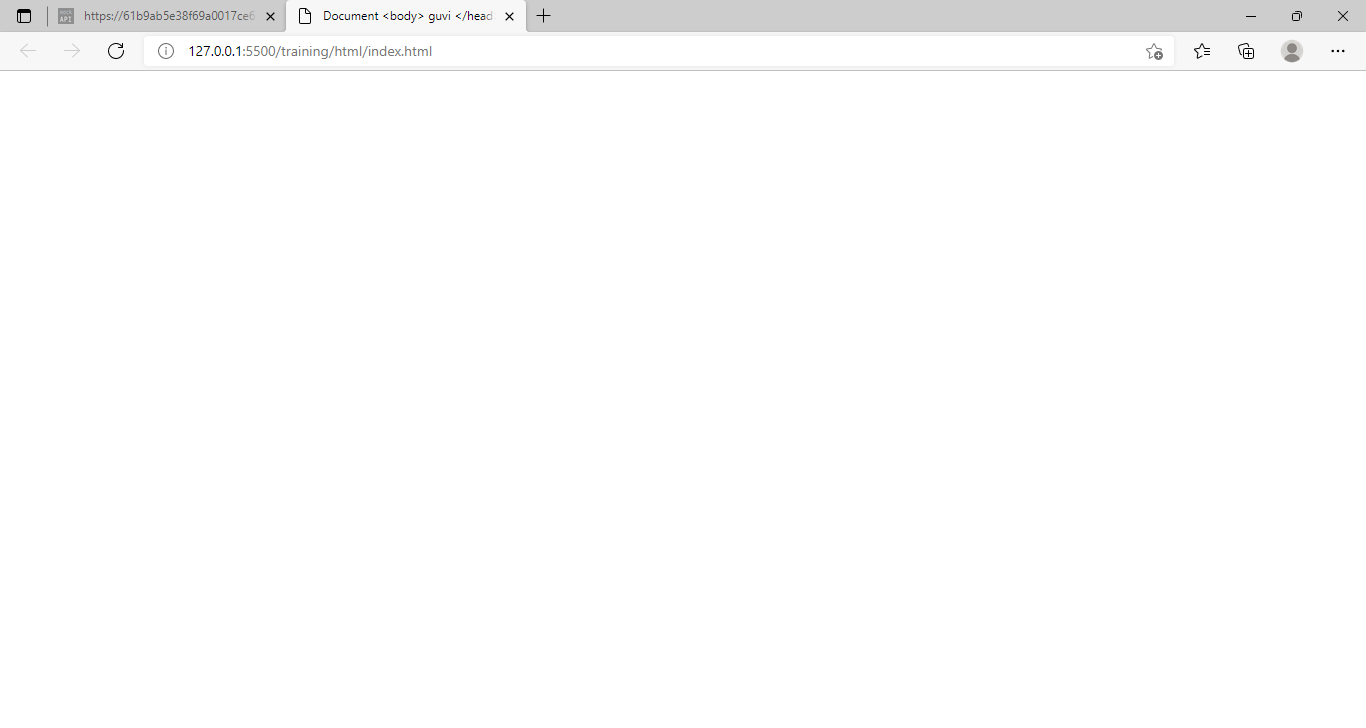 https://61b9ab5e38f69a0017ce6
Document <body> guvi </head
127.0.0.1:5500/training/html/index.html